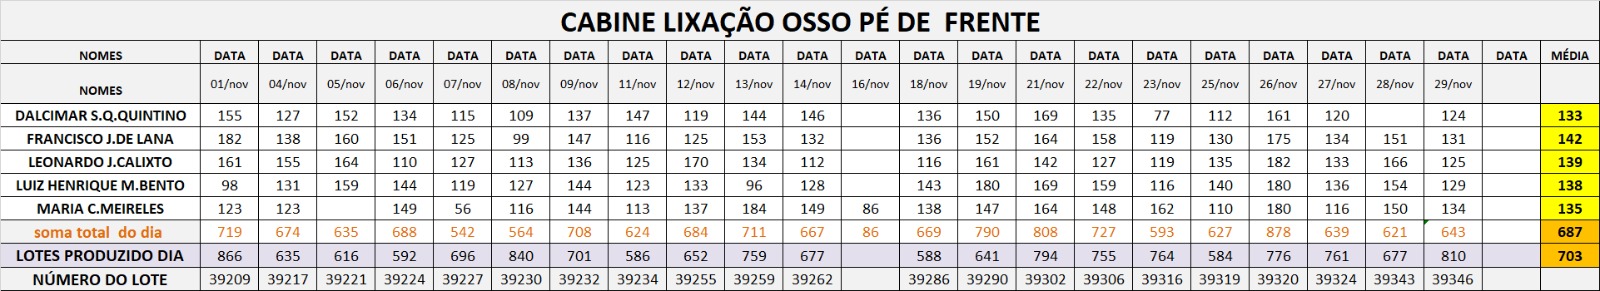 CABINE LIXAÇÃO OSSO PÉ DE FRENTE
NOMES DATA DATA DATA DATA DATA DATA DATA DATA DATA DATA DATA DATA DATA DATA DATA DATA DATA DATA DATA DATA DATA DATA DATA MÉDIA
NOMES 01/nov 04/nov 05/nov 06/nov 07/nov 08/nov 09/nov 11/nov 12/nov 13/nov 14/nov 16/nov 18/nov 19/nov 21/nov 22/nov 23/nov 25/nov 26/nov 27/nov 28/nov 29/nov
DALCIMAR S.Q.QUINTINO 155 127 152 134 115 109 137 147 119 144 146 136 150 169 135 77 112 161 120 124 133
FRANCISCO J.DE LANA 182 138 160 151 125 99 147 116 125 153 132 136 152 164 158 119 130 175 134 151 131 142
LEONARDO J.CALIXTO 161 155 164 110 127 113 136 125 170 134 112 116 161 142 127 119 135 182 133 166 125 139
LUIZ HENRIQUE M.BENTO 98 131 159 144 119 127 144 123 133 96 128 143 180 169 159 116 140 180 136 154 129 138
MARIA C.MEIRELES 123 123 149 56 116 144 113 137 184 149 86 138 147 164 148 162 110 180 116 150 134 135
soma total do dia 719 674 635 688 542 564 708 624 684 711 667 86 669 790 808 727 593 627 878 639 621 643 687
LOTES PRODUZIDO DIA 866 635 616 592 696 840 701 586 652 759 677 588 641 794 755 764 584 776 761 677 810 703
NÚMERO DO LOTE 39209 39217 39221 39224 39227 39230 39232 39234 39255 39259 39262 39286 39290 39302 39306 39316 39319 39320 39324 39343 39346